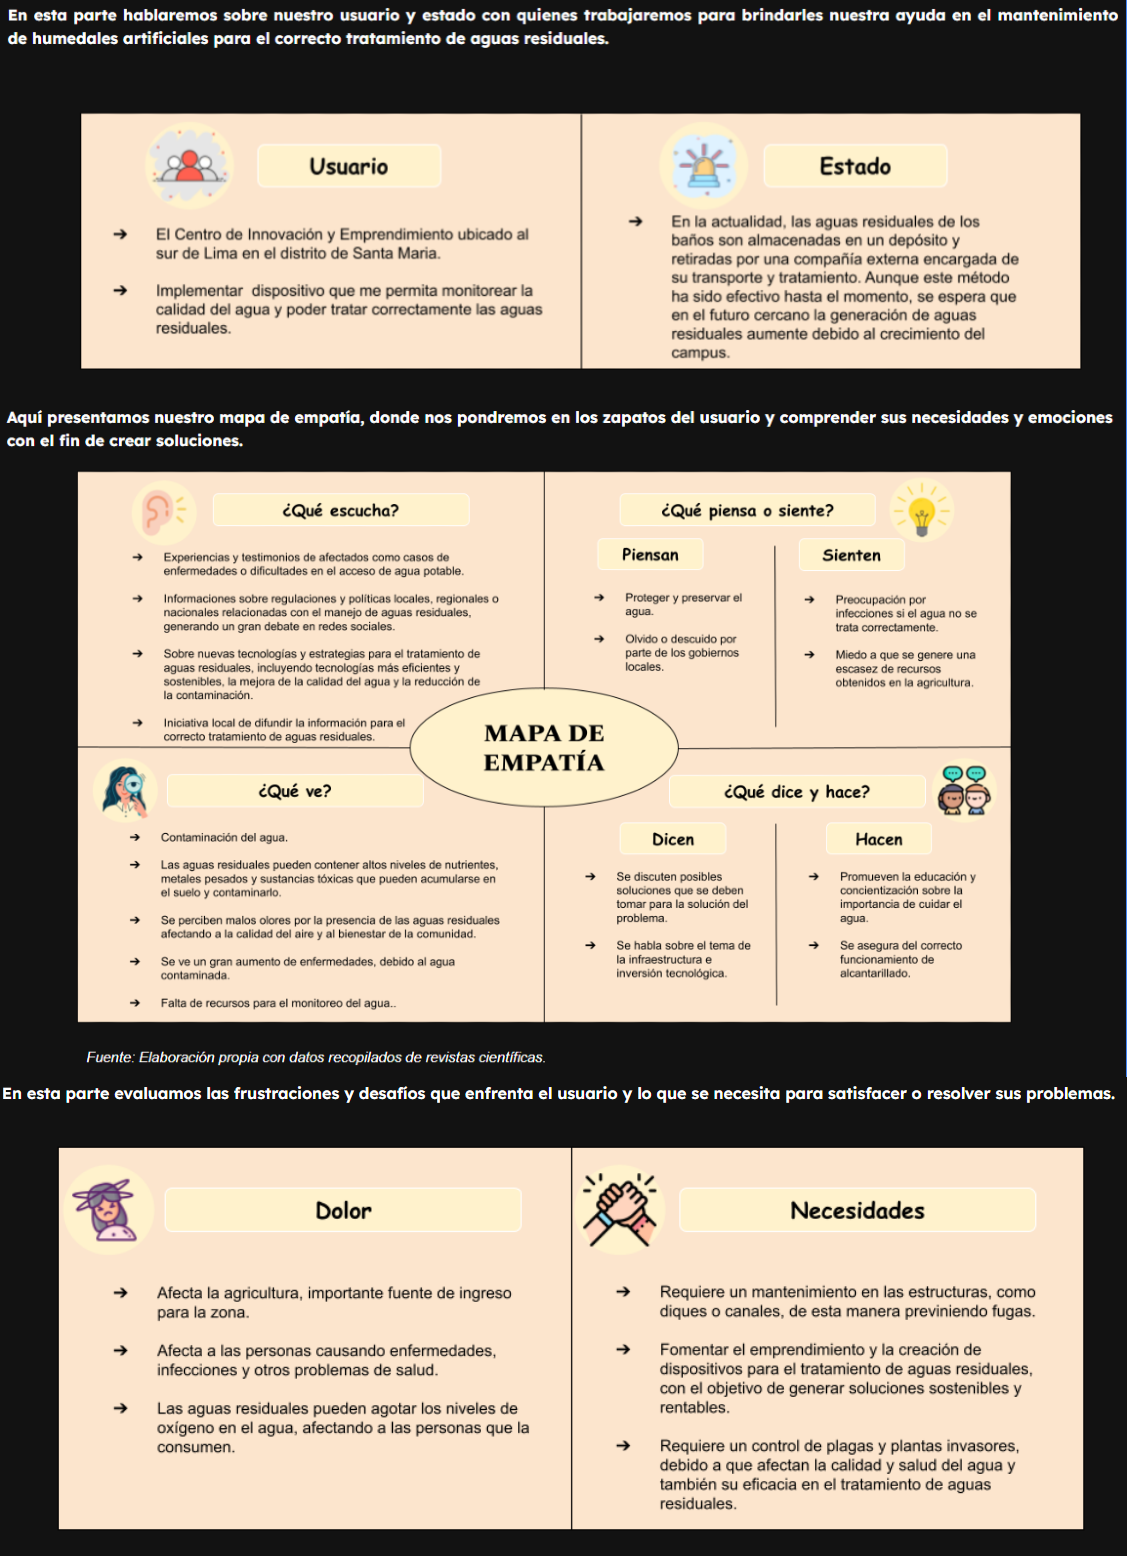 En esta parte hablaremos sobre nuestro usuario y estado con quienes trabajaremos para brindarles nuestra ayuda en el mantenimiento
de humedales artificiales para el correcto tratamiento de aguas residuales.
Usuario
➔ El Centro de Innovación y Emprendimiento ubicado al
sur de Lima en el distrito de Santa Maria.
➔ Implementar dispositivo que me permita monitorear la
calidad del agua y poder tratar correctamente las aguas
residuales.
Estado
➔ En la actualidad, las aguas residuales de los
baños son almacenadas en un depósito y
retiradas por una compañía externa encargada de
su transporte y tratamiento. Aunque este método
ha sido efectivo hasta el momento, se espera que
en el futuro cercano la generación de aguas
residuales aumente debido al crecimiento del
campus.
Aquí presentamos nuestro mapa de empatía, donde nos pondremos en los zapatos del usuario y comprender sus necesidades y emociones
con el fin de crear soluciones.
¿Qué escucha?
➔ Experiencias y testimonios de afectados como casos de
enfermedades o dificultades en el acceso de agua potable.
➔ Informaciones sobre regulaciones y políticas locales, regionales o
nacionales relacionadas con el manejo de aguas residuales,
generando un gran debate en redes sociales.
➔ Sobre nuevas tecnologías y estrategias para el tratamiento de
aguas residuales, incluyendo tecnologías más eficientes y
sostenibles, la mejora de la calidad del agua y la reducción de
la contaminación.
➔ Iniciativa local de difundir la información para el
correcto tratamiento de aguas residuales.
¿Qué piensa o siente?
Piensan
➔ Proteger y preservar el
agua.
➔ Olvido o descuido por
parte de los gobiernos
locales.
Sienten
➔ Preocupación por
infecciones si el agua no se
trata correctamente.
➔ Miedo a que se genere una
escasez de recursos
obtenidos en la agricultura.
MAPA DE
EMPATÍA
¿Qué ve?
➔ Contaminación del agua.
➔ Las aguas residuales pueden contener altos niveles de nutrientes,
metales pesados y sustancias tóxicas que pueden acumularse en
el suelo y contaminarlo.
➔ Se perciben malos olores por la presencia de las aguas residuales
afectando a la calidad del aire y al bienestar de la comunidad.
➔ Se ve un gran aumento de enfermedades, debido al agua
contaminada.
➔ Falta de recursos para el monitoreo del agua..
¿Qué dice y hace?
Dicen
➔ Se discuten posibles
soluciones que se deben
tomar para la solución del
problema.
➔ Se habla sobre el tema de
la infraestructura e
inversión tecnológica.
Hacen
➔ Promueven la educación y
concientización sobre la
importancia de cuidar el
agua.
➔ Se asegura del correcto
funcionamiento de
alcantarillado.
Fuente: Elaboración propia con datos recopilados de revistas científicas.
En esta parte evaluamos las frustraciones y desafíos que enfrenta el usuario y lo que se necesita para satisfacer o resolver sus problemas.
Dolor
➔ Afecta la agricultura, importante fuente de ingreso
para la zona.
➔ Afecta a las personas causando enfermedades,
infecciones y otros problemas de salud.
➔ Las aguas residuales pueden agotar los niveles de
oxígeno en el agua, afectando a las personas que la
consumen.
Necesidades
➔ Requiere un mantenimiento en las estructuras, como
diques o canales, de esta manera previniendo fugas.
➔ Fomentar el emprendimiento y la creación de
dispositivos para el tratamiento de aguas residuales,
con el objetivo de generar soluciones sostenibles y
rentables.
➔ Requiere un control de plagas y plantas invasores,
debido a que afectan la calidad y salud del agua y
también su eficacia en el tratamiento de aguas
residuales.